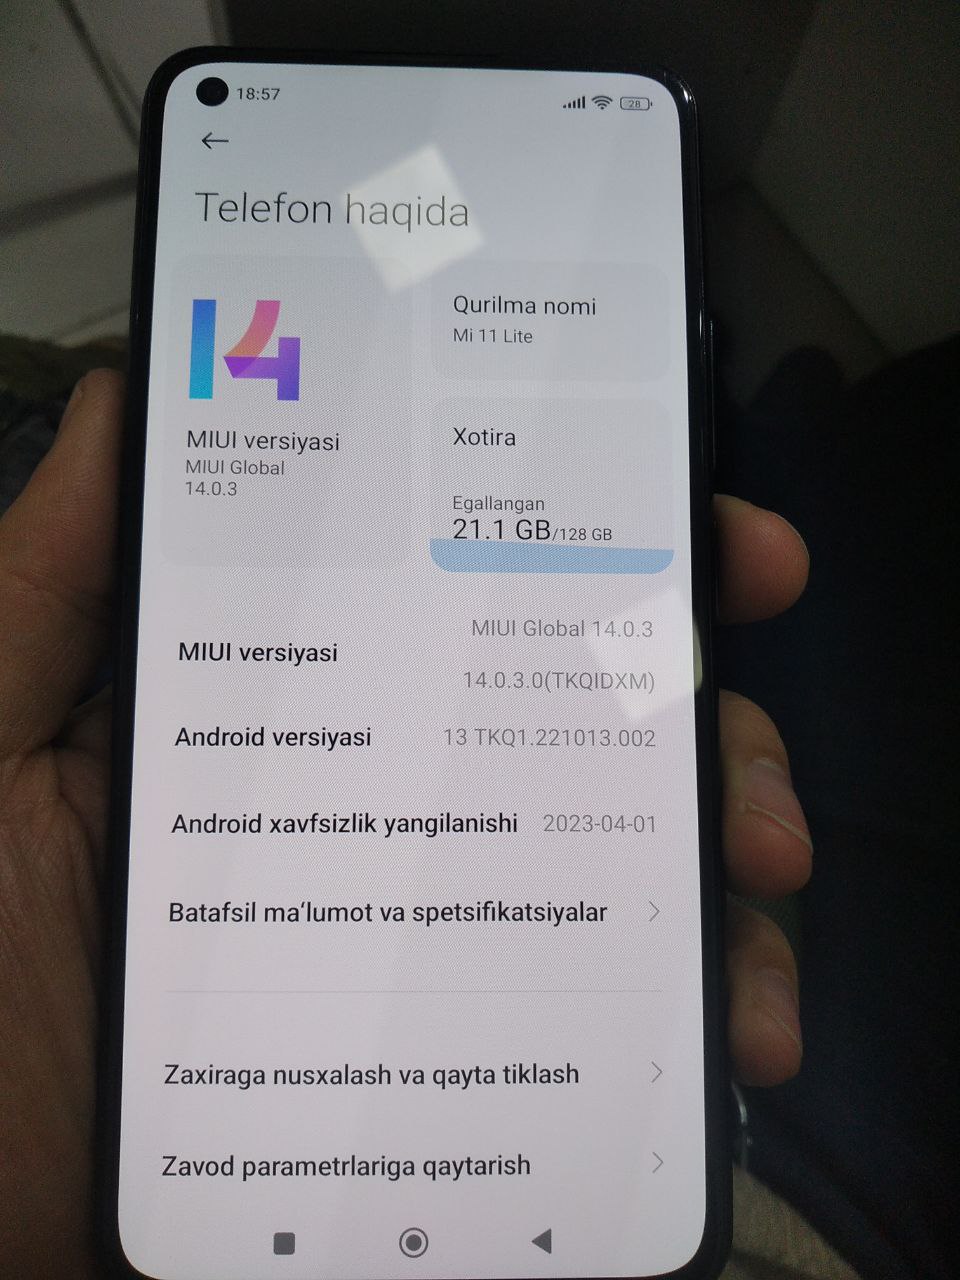 18:57
28
Telefon haqida
14
MIUI versiyasi
MIUI Global
14.0.3
Qurilma nomi
Mi 11 Lite
Xotira
Egallangan
21.1 GB/128 GB
MIUI versiyasi
MIUI Global 14.0.3
14.0.3.0(TKQIDXM)
Android versiyasi
13 TKQ1.221013.002
Android xavfsizlik yangilanishi
2023-04-01
Batafsil ma‘lumot va spetsifikatsiyalar
Zaxiraga nusxalash va qayta tiklash
Zavod parametrlariga qaytarish